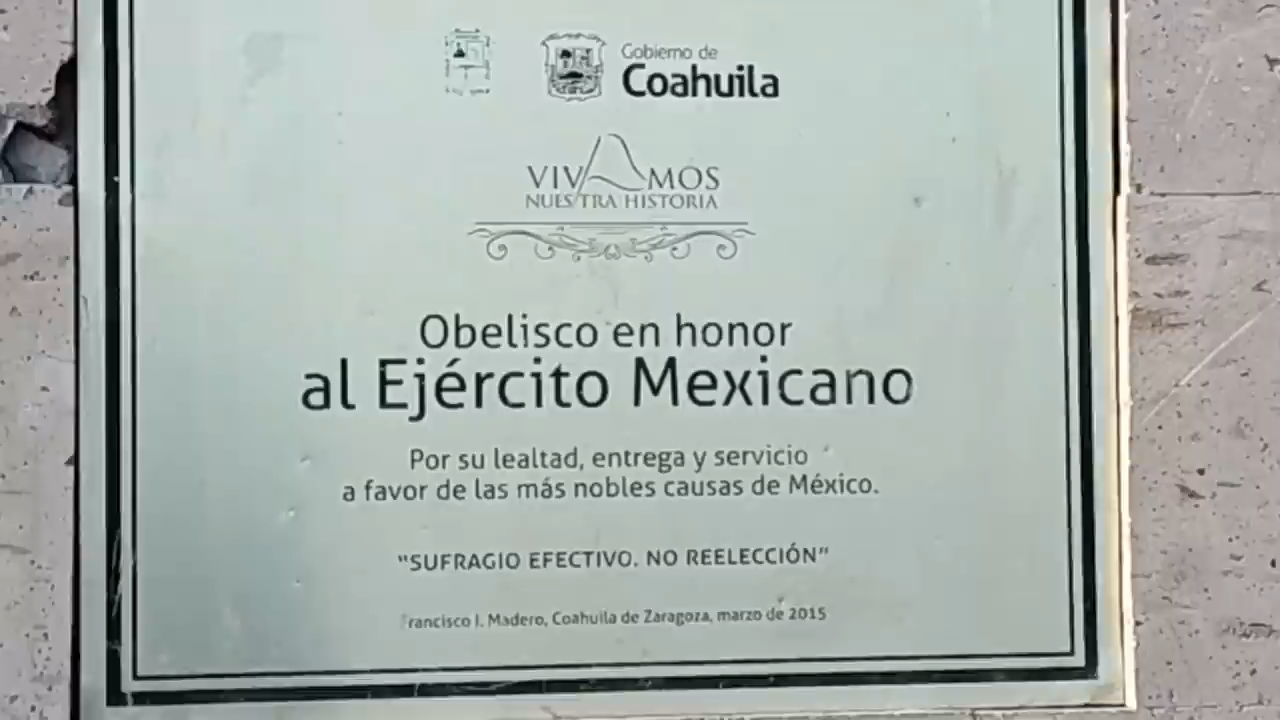 Gobierno de
Coahuila
VIVAMOS
NUESTRA HISTORIA
Obelisco en honor
al Ejército Mexicano
Por su lealtad, entrega y servicio
a favor de las más nobles causas de México.
"SUFRAGIO EFECTIVO. NO REELECCIÓN"
Francisco I. Madero, Coahuila de Zaragoza, marzo de 2015